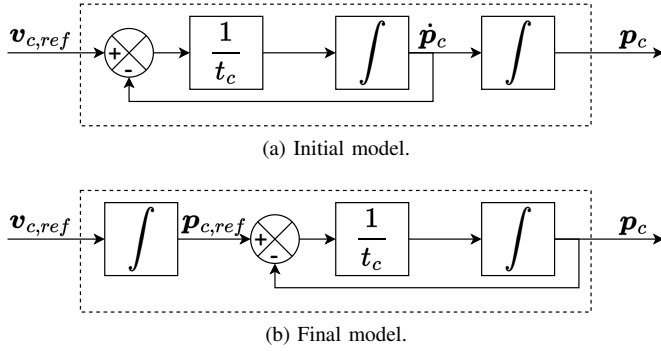 v_{c,ref} + - 1/t_c ∫ ṗ_c ∫ p_c
(a) Initial model.
v_{c,ref} ∫ p_{c,ref} + - 1/t_c ∫ p_c
(b) Final model.